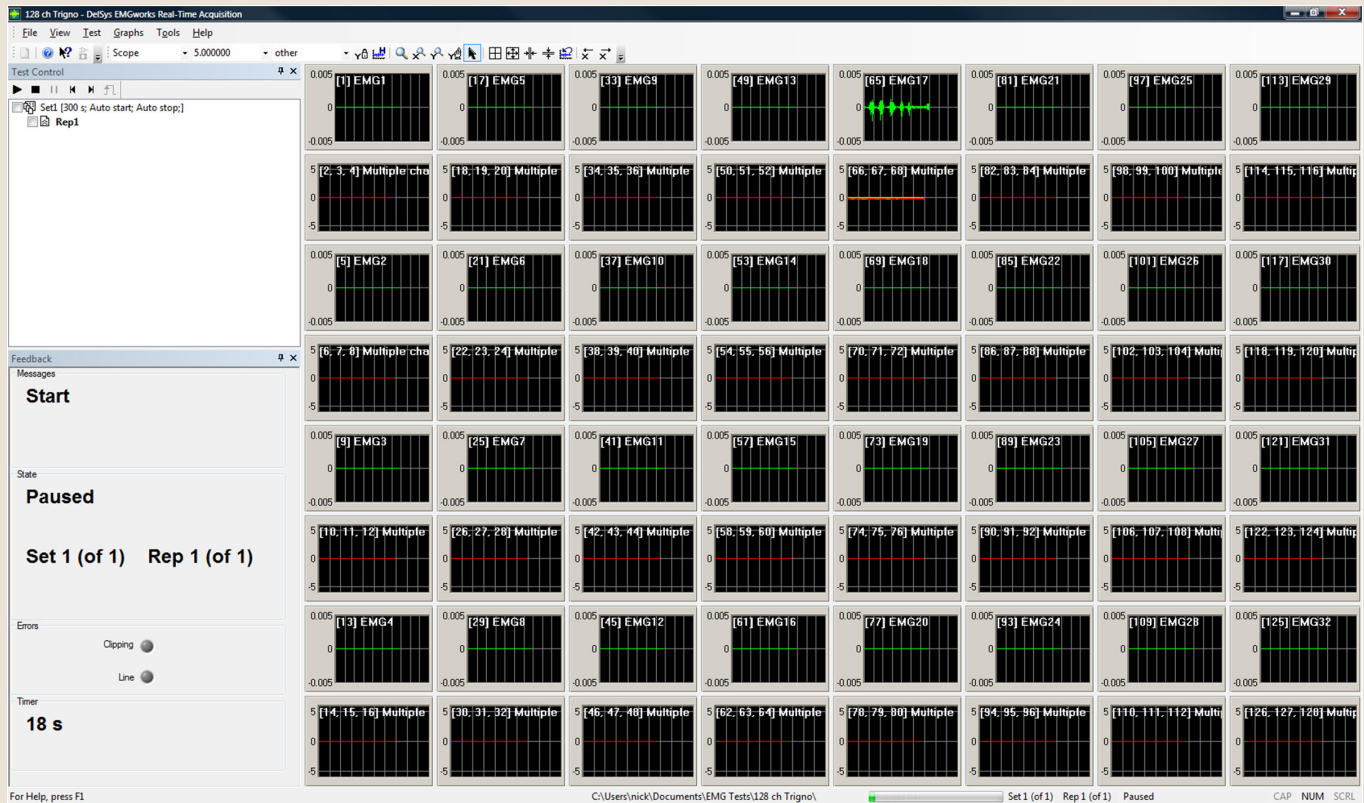 128 ch Trigno - DelSys EMGworks Real-Time Acquisition
File View Test Graphs Tools Help
Scope 5.000000 other
Test Control
Set1 [300 s; Auto start; Auto stop;]
Rep1
Feedback
Messages
Start
State
Paused
Set 1 (of 1) Rep 1 (of 1)
Errors
Clipping
Line
Timer
18 s
0.005 [1] EMG1 0.005 [17] EMG5 0.005 [33] EMG9 0.005 [49] EMG13 0.005 [65] EMG17 0.005 [81] EMG21 0.005 [97] EMG25 0.005 [113] EMG29
0 0 0 0 0 0 0 0
-0.005 -0.005 -0.005 -0.005 -0.005 -0.005 -0.005 -0.005
5 [2, 3, 4] Multiple cha 5 [18, 19, 20] Multiple 5 [34, 35, 36] Multiple 5 [50, 51, 52] Multiple 5 [66, 67, 68] Multiple 5 [82, 83, 84] Multiple 5 [98, 99, 100] Multiple 5 [114, 115, 116] Multip
0 0 0 0 0 0 0 0
-5 -5 -5 -5 -5 -5 -5 -5
0.005 [5] EMG2 0.005 [21] EMG6 0.005 [37] EMG10 0.005 [53] EMG14 0.005 [69] EMG18 0.005 [85] EMG22 0.005 [101] EMG26 0.005 [117] EMG30
0 0 0 0 0 0 0 0
-0.005 -0.005 -0.005 -0.005 -0.005 -0.005 -0.005 -0.005
5 [6, 7, 8] Multiple cha 5 [22, 23, 24] Multiple 5 [38, 39, 40] Multiple 5 [54, 55, 56] Multiple 5 [70, 71, 72] Multiple 5 [86, 87, 88] Multiple 5 [102, 103, 104] Multi 5 [118, 119, 120] Multip
0 0 0 0 0 0 0 0
-5 -5 -5 -5 -5 -5 -5 -5
0.005 [9] EMG3 0.005 [25] EMG7 0.005 [41] EMG11 0.005 [57] EMG15 0.005 [73] EMG19 0.005 [89] EMG23 0.005 [105] EMG27 0.005 [121] EMG31
0 0 0 0 0 0 0 0
-0.005 -0.005 -0.005 -0.005 -0.005 -0.005 -0.005 -0.005
5 [10, 11, 12] Multiple 5 [26, 27, 28] Multiple 5 [42, 43, 44] Multiple 5 [58, 59, 60] Multiple 5 [74, 75, 76] Multiple 5 [90, 91, 92] Multiple 5 [106, 107, 108] Multi 5 [122, 123, 124] Multip
0 0 0 0 0 0 0 0
-5 -5 -5 -5 -5 -5 -5 -5
0.005 [13] EMG4 0.005 [29] EMG8 0.005 [45] EMG12 0.005 [61] EMG16 0.005 [77] EMG20 0.005 [93] EMG24 0.005 [109] EMG28 0.005 [125] EMG32
0 0 0 0 0 0 0 0
-0.005 -0.005 -0.005 -0.005 -0.005 -0.005 -0.005 -0.005
5 [14, 15, 16] Multiple 5 [30, 31, 32] Multiple 5 [46, 47, 48] Multiple 5 [62, 63, 64] Multiple 5 [78, 79, 80] Multiple 5 [94, 95, 96] Multiple 5 [110, 111, 112] Multi 5 [126, 127, 128] Multip
0 0 0 0 0 0 0 0
-5 -5 -5 -5 -5 -5 -5 -5
For Help, press F1 C:\Users\nick\Documents\EMG Tests\128 ch Trigno\ Set 1 (of 1) Rep 1 (of 1) Paused CAP NUM SCRL